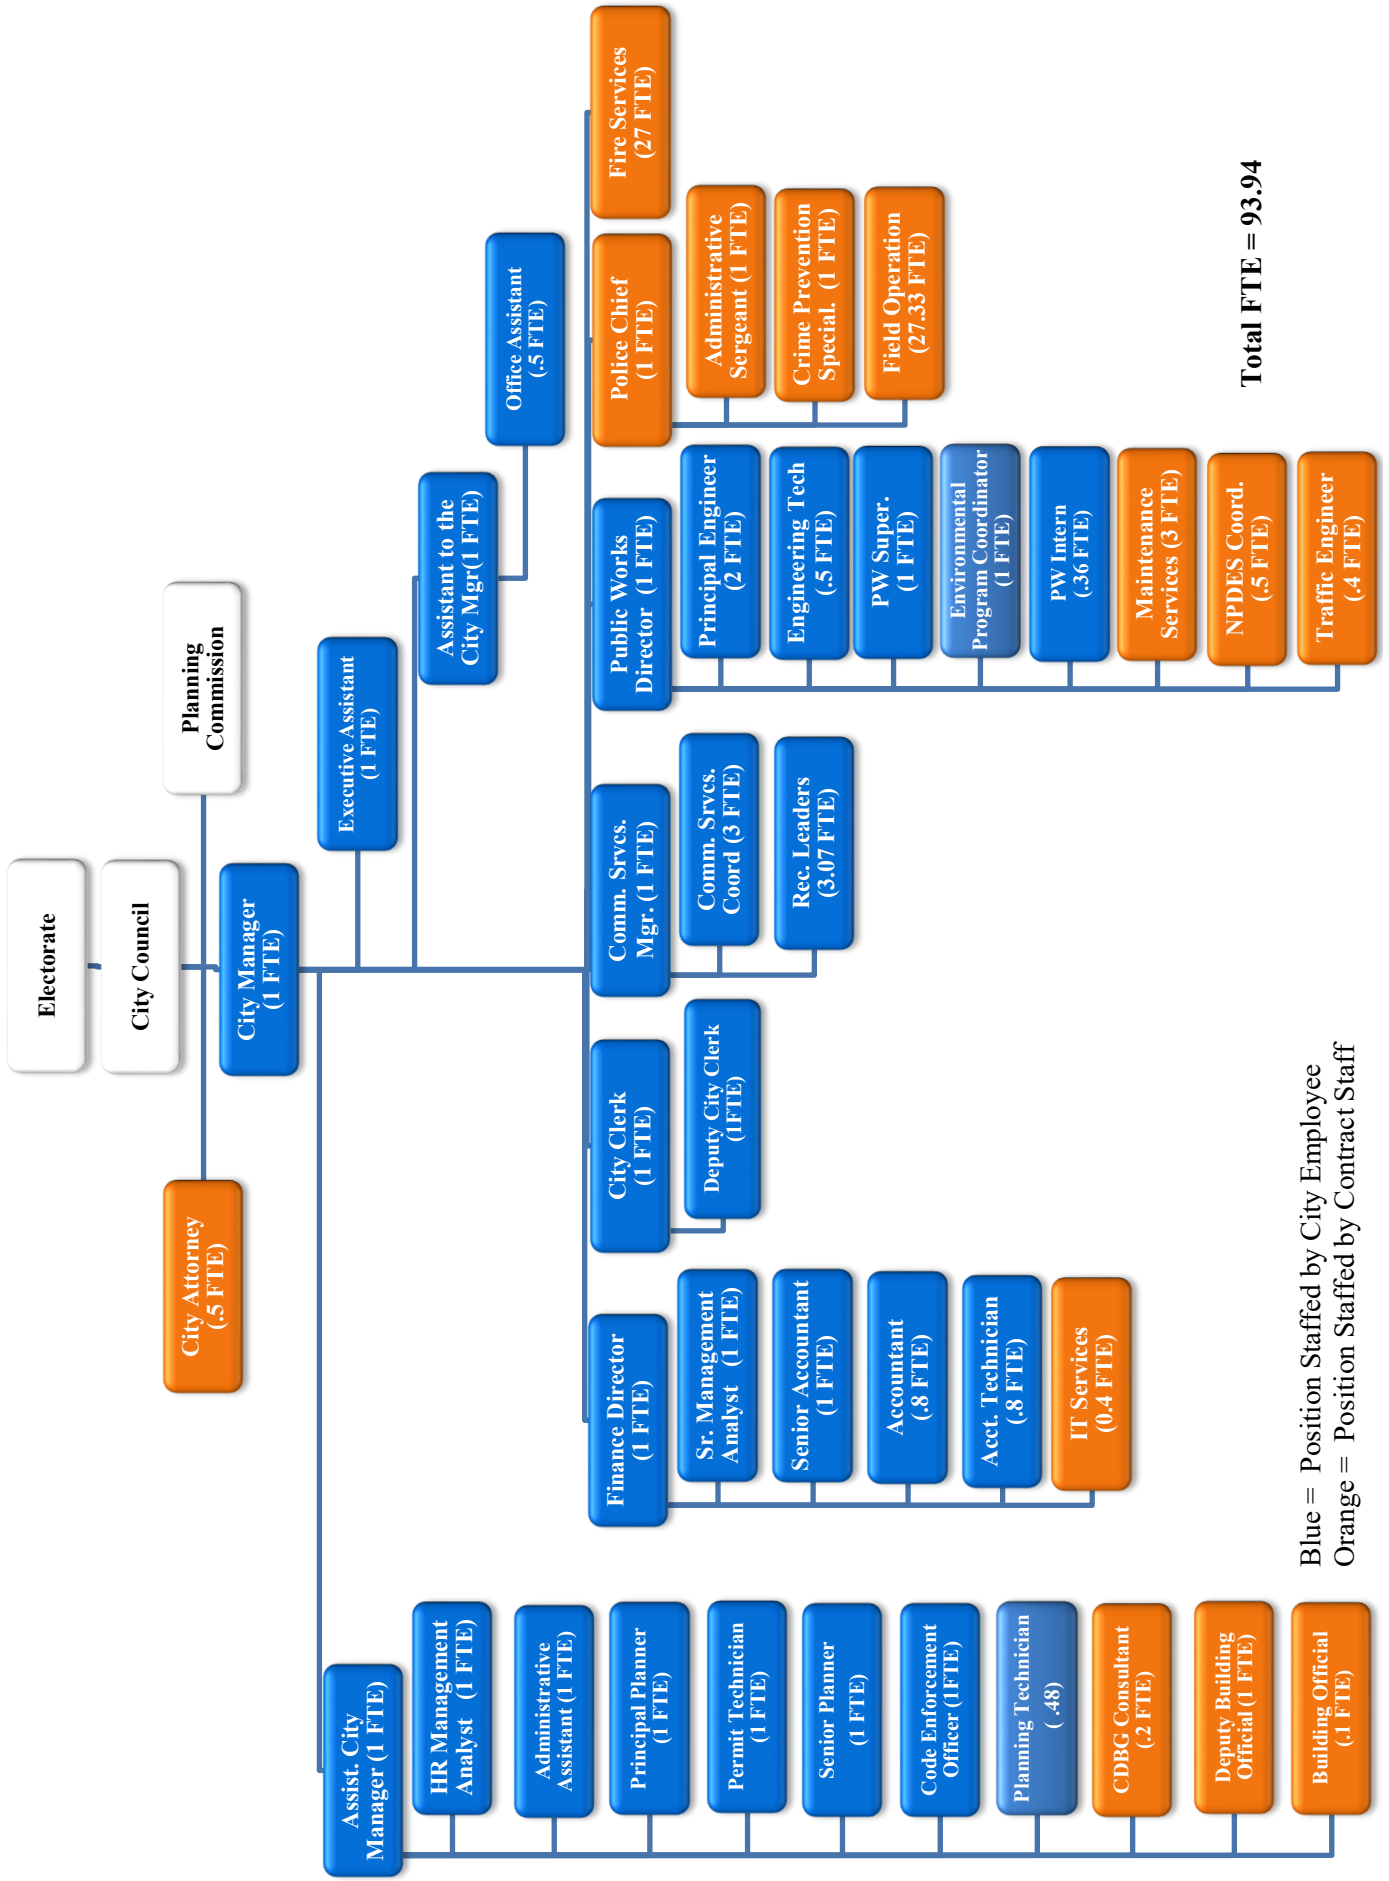 Electorate
City Council
City Attorney
(.5 FTE)
Planning
Commission
City Manager
(1 FTE)
Executive Assistant
(1 FTE)
Assistant to the
City Mgr(1 FTE)
Office Assistant
(.5 FTE)
Assist. City
Manager (1 FTE)
HR Management
Analyst (1 FTE)
Administrative
Assistant (1 FTE)
Principal Planner
(1 FTE)
Permit Technician
(1 FTE)
Senior Planner
(1 FTE)
Code Enforcement
Officer (1FTE)
Planning Technician
( .48)
CDBG Consultant
(.2 FTE)
Deputy Building
Official (1 FTE)
Building Official
(.1 FTE)
Finance Director
(1 FTE)
Sr. Management
Analyst (1 FTE)
Senior Accountant
(1 FTE)
Accountant
(.8 FTE)
Acct. Technician
(.8 FTE)
IT Services
(0.4 FTE)
City Clerk
(1 FTE)
Deputy City Clerk
(1FTE)
Comm. Srvcs.
Mgr. (1 FTE)
Comm. Srvcs.
Coord (3 FTE)
Rec. Leaders
(3.07 FTE)
Public Works
Director (1 FTE)
Principal Engineer
(2 FTE)
Engineering Tech
(.5 FTE)
PW Super.
(1 FTE)
Environmental
Program Coordinator
(1 FTE)
PW Intern
(.36 FTE)
Maintenance
Services (3 FTE)
NPDES Coord.
(.5 FTE)
Traffic Engineer
(.4 FTE)
Police Chief
(1 FTE)
Administrative
Sergeant (1 FTE)
Crime Prevention
Special. (1 FTE)
Field Operation
(27.33 FTE)
Fire Services
(27 FTE)
Total FTE = 93.94
Blue = Position Staffed by City Employee
Orange = Position Staffed by Contract Staff